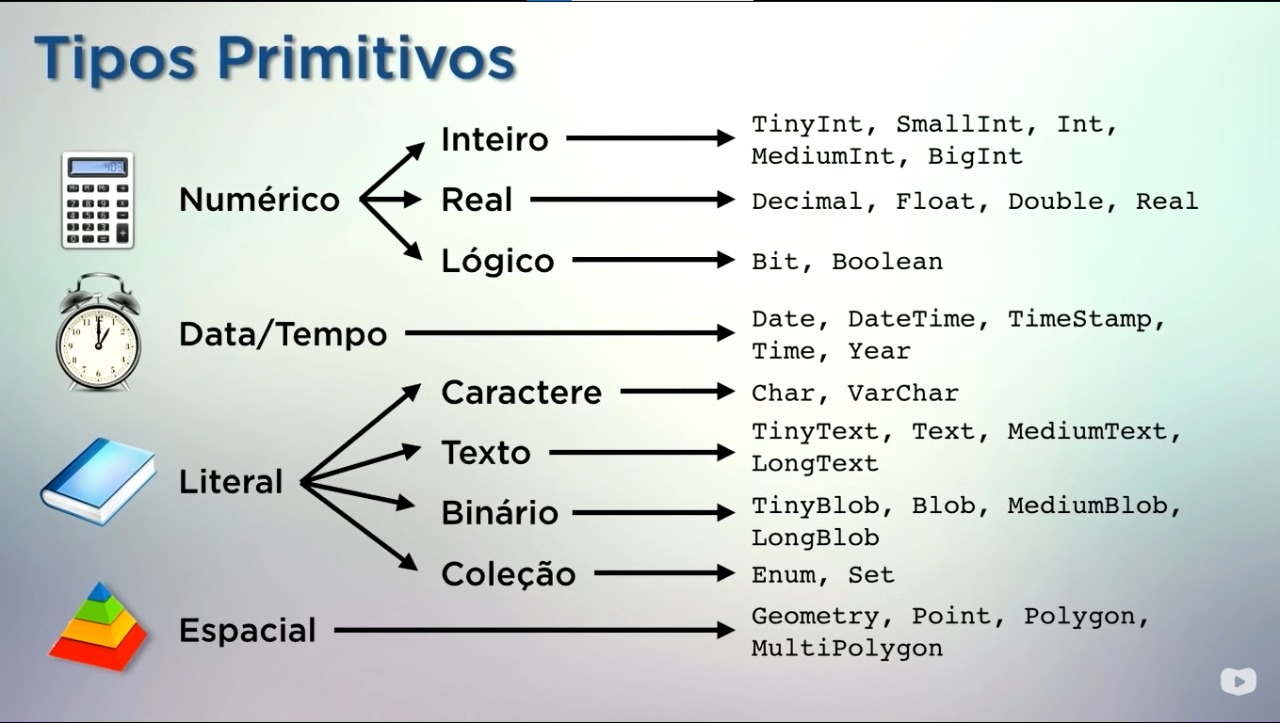 Tipos Primitivos
Numérico
Inteiro
TinyInt, SmallInt, Int,
MediumInt, BigInt
Real
Decimal, Float, Double, Real
Lógico
Bit, Boolean
Data/Tempo
Date, DateTime, TimeStamp,
Time, Year
Literal
Caractere
Char, VarChar
Texto
TinyText, Text, MediumText,
LongText
Binário
TinyBlob, Blob, MediumBlob,
LongBlob
Coleção
Enum, Set
Espacial
Geometry, Point, Polygon,
MultiPolygon